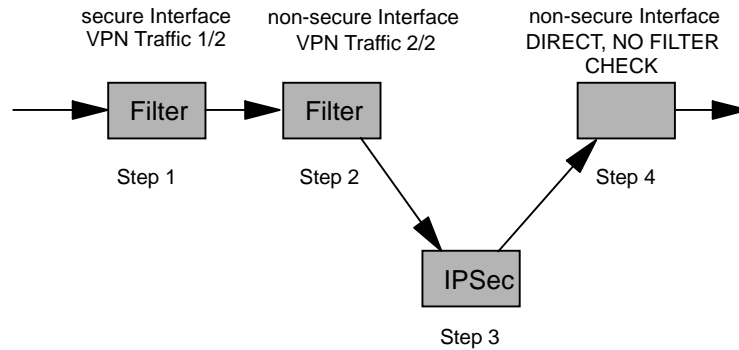 secure Interface
VPN Traffic 1/2
non-secure Interface
VPN Traffic 2/2
non-secure Interface
DIRECT, NO FILTER
CHECK
Filter
Filter
Step 1
Step 2
Step 4
IPSec
Step 3